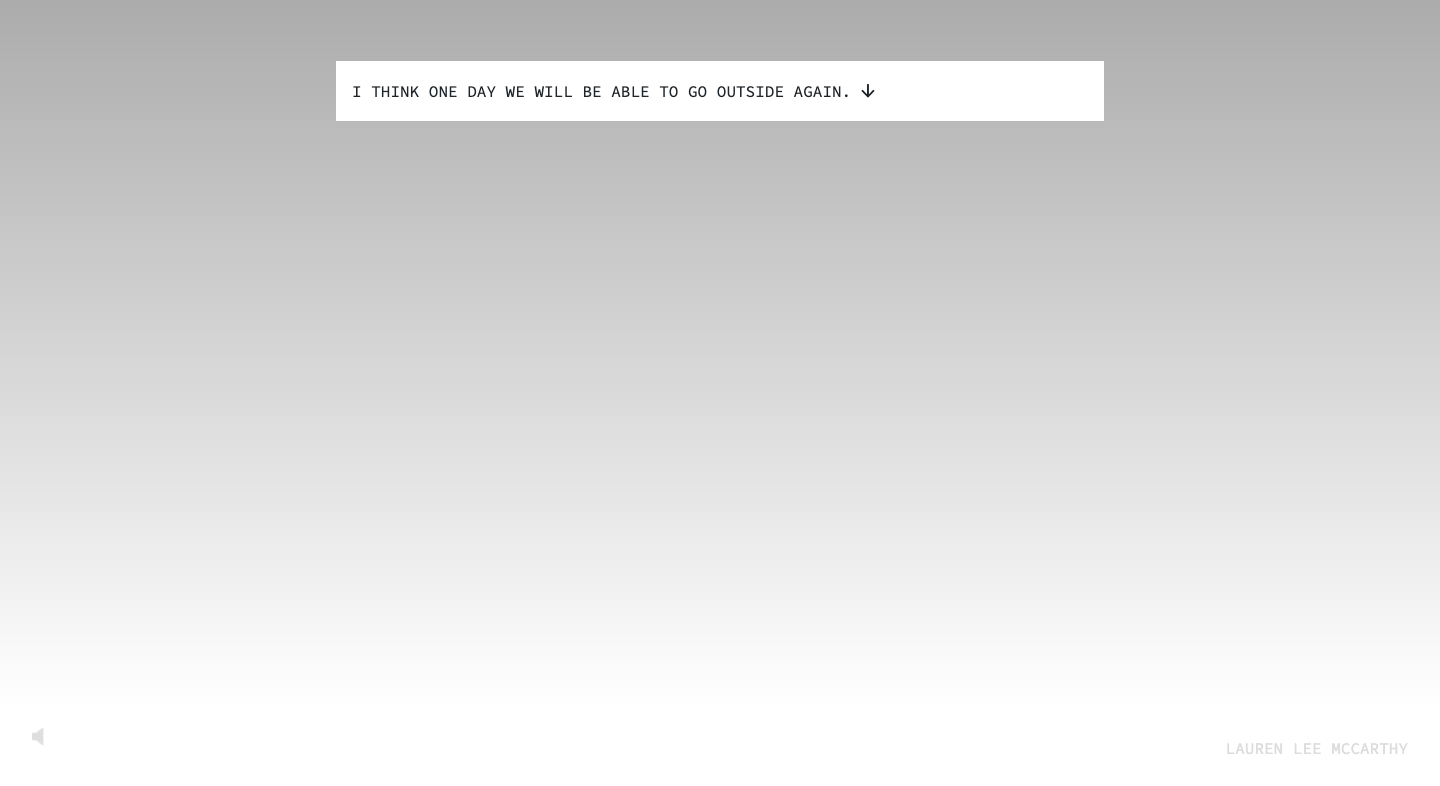 I THINK ONE DAY WE WILL BE ABLE TO GO OUTSIDE AGAIN. ↓
LAUREN LEE MCCARTHY